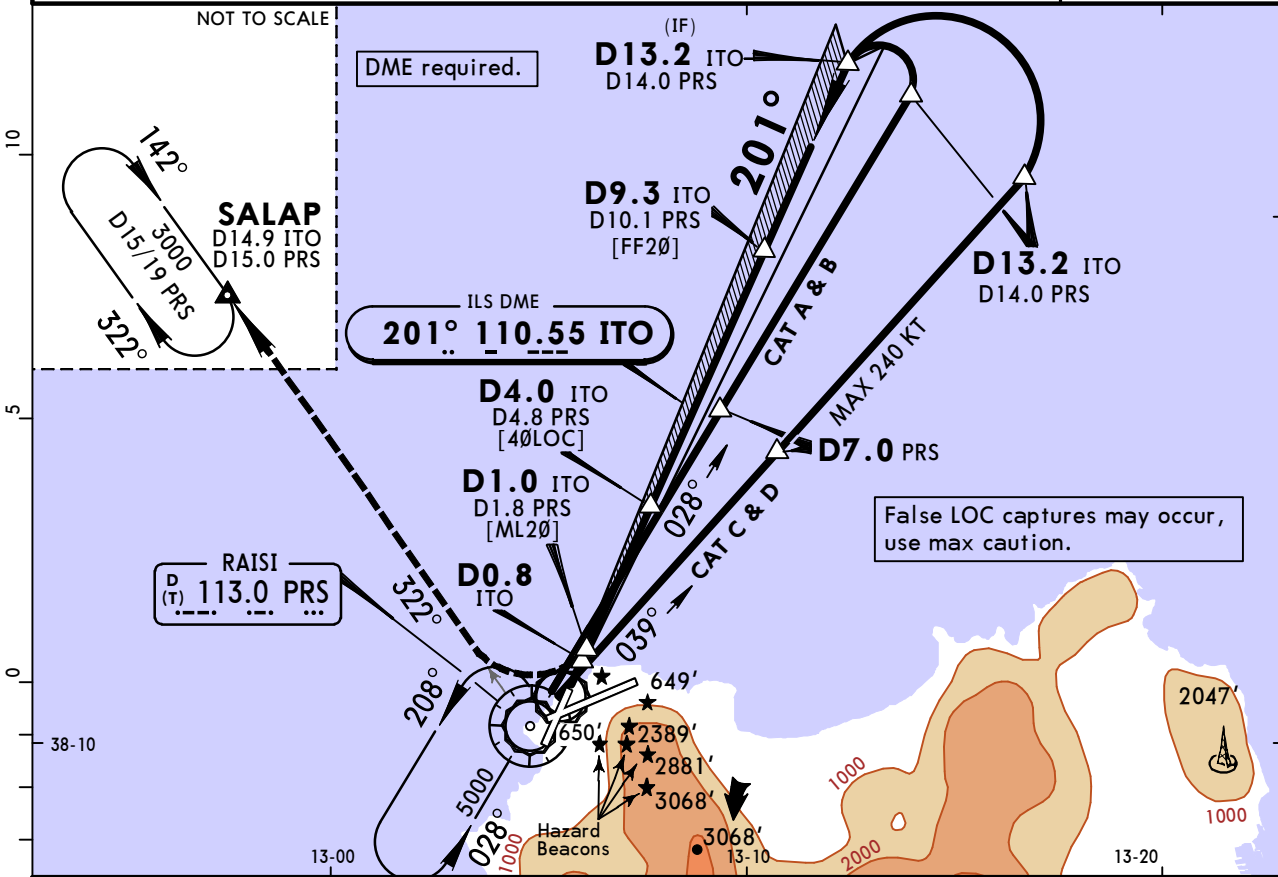 NOT TO SCALE
(IF)
D13.2 ITO
D14.0 PRS
DME required.
201°
10
142°
SALAP
D14.9 ITO
D15.0 PRS
3000
D15/19 PRS
322°
D9.3 ITO
D10.1 PRS
[FF2Ø]
D13.2 ITO
D14.0 PRS
CAT A & B
MAX 240 KT
ILS DME
201° 110.55 ITO
D4.0 ITO
D4.8 PRS
[4ØLOC]
5
D7.0 PRS
028°
CAT C & D
D1.0 ITO
D1.8 PRS
[ML2Ø]
False LOC captures may occur,
use max caution.
RAISI
D
(T) 113.0 PRS
322°
D0.8
ITO
039°
0
208°
649'
650'
2389'
2881'
3068'
2047'
38-10
5000
028°
1000
Hazard
Beacons
3068'
1000
2000
1000
13-00
13-10
13-20